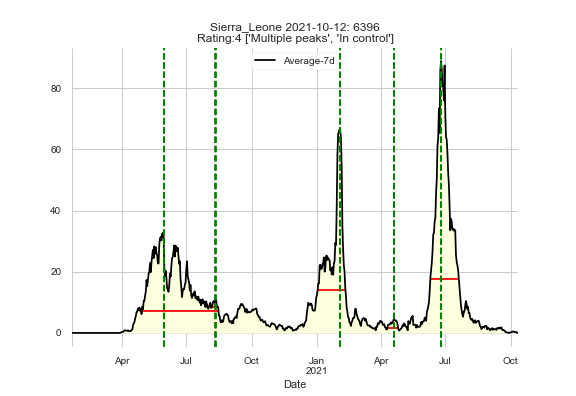 Sierra_Leone 2021-10-12: 6396
Rating:4 ['Multiple peaks', 'In control']
Average-7d
80
60
40
20
0
Apr
Jul
Oct
Jan
2021
Apr
Jul
Oct
Date